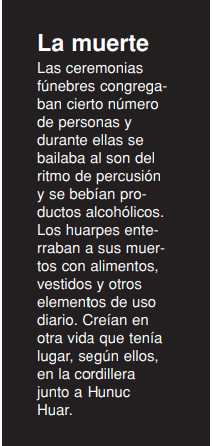 La muerte
Las ceremonias
fúnebres congrega-
ban cierto número
de personas y
durante ellas se
bailaba al son del
ritmo de percusión
y se bebían pro-
ductos alcohólicos.
Los huarpes ente-
rraban a sus muer-
tos con alimentos,
vestidos y otros
elementos de uso
diario. Creían en
otra vida que tenía
lugar, según ellos,
en la cordillera
junto a Hunuc
Huar.